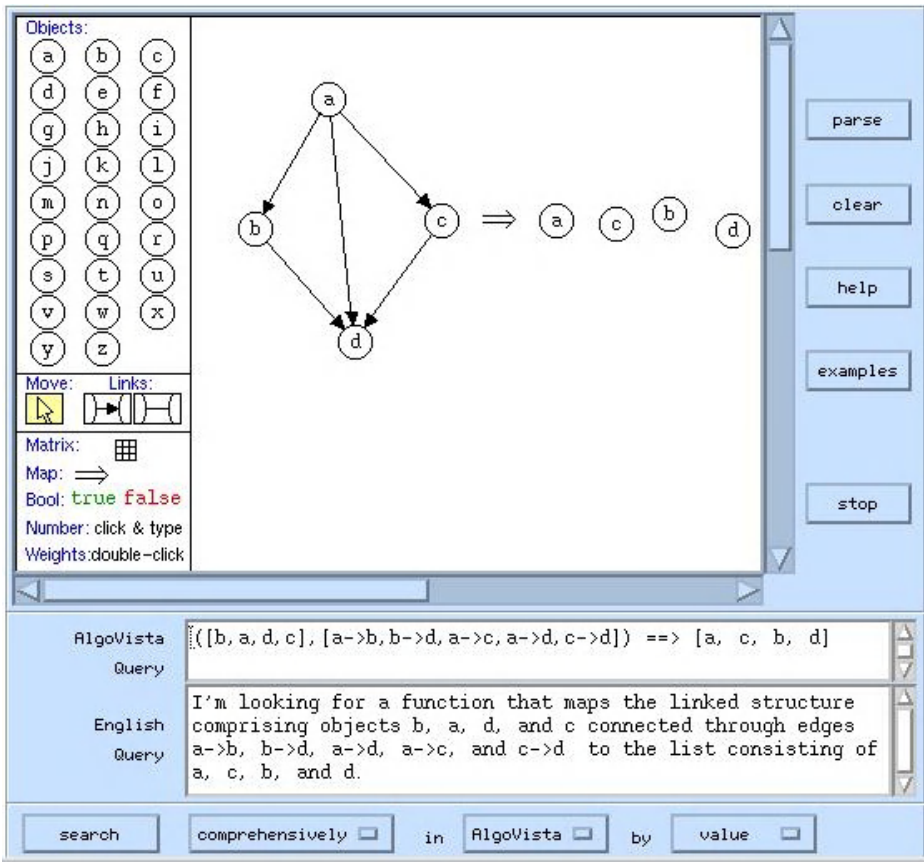 Objects:
a b c
d e f
g h i
j k l
m n o
p q r
s t u
v w x
y z
Move: Links:
Matrix:
Map: ⟹
Bool: true false
Number: click & type
Weights:double-click
a
b c ⟹ a c b d
d
parse
clear
help
examples
stop
AlgoVista
Query
([b,a,d,c],[a->b,b->d,a->c,a->d,c->d]) ==> [a, c, b, d]
English
Query
I'm looking for a function that maps the linked structure
comprising objects b, a, d, and c connected through edges
a->b, b->d, a->d, a->c, and c->d to the list consisting of
a, c, b, and d.
search comprehensively in AlgoVista by value